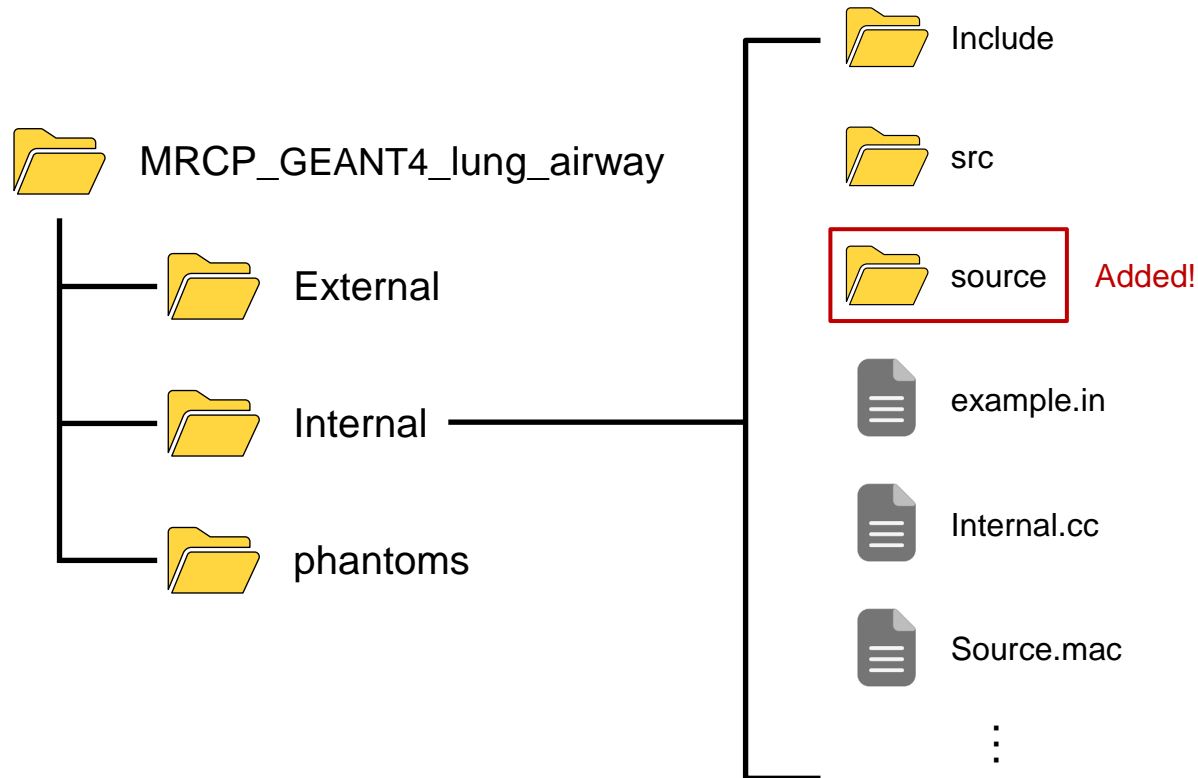 MRCP_GEANT4_lung_airway
External
Internal
phantoms
Include
src
source
Added!
example.in
Internal.cc
Source.mac
⋮